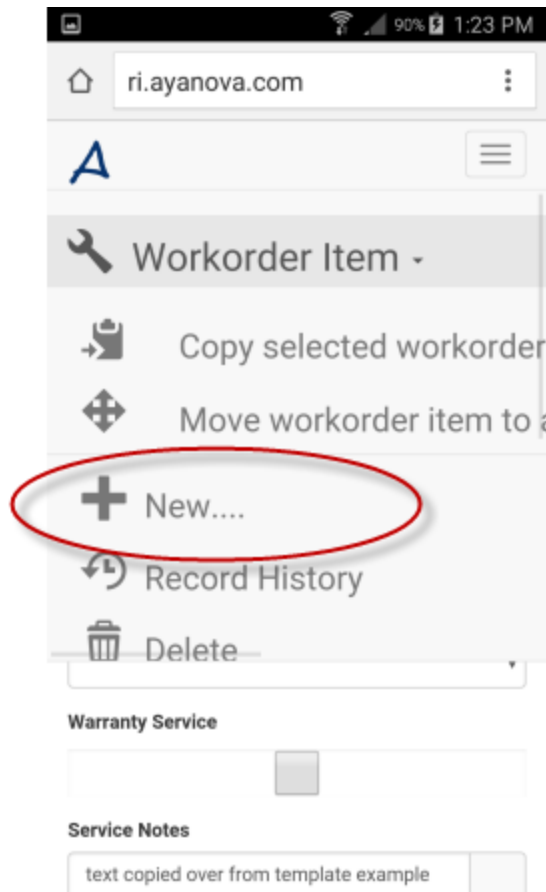 90% 1:23 PM
ri.ayanova.com
A
Workorder Item
Copy selected workorder
Move workorder item to a
New....
Record History
Delete
Warranty Service
Service Notes
text copied over from template example